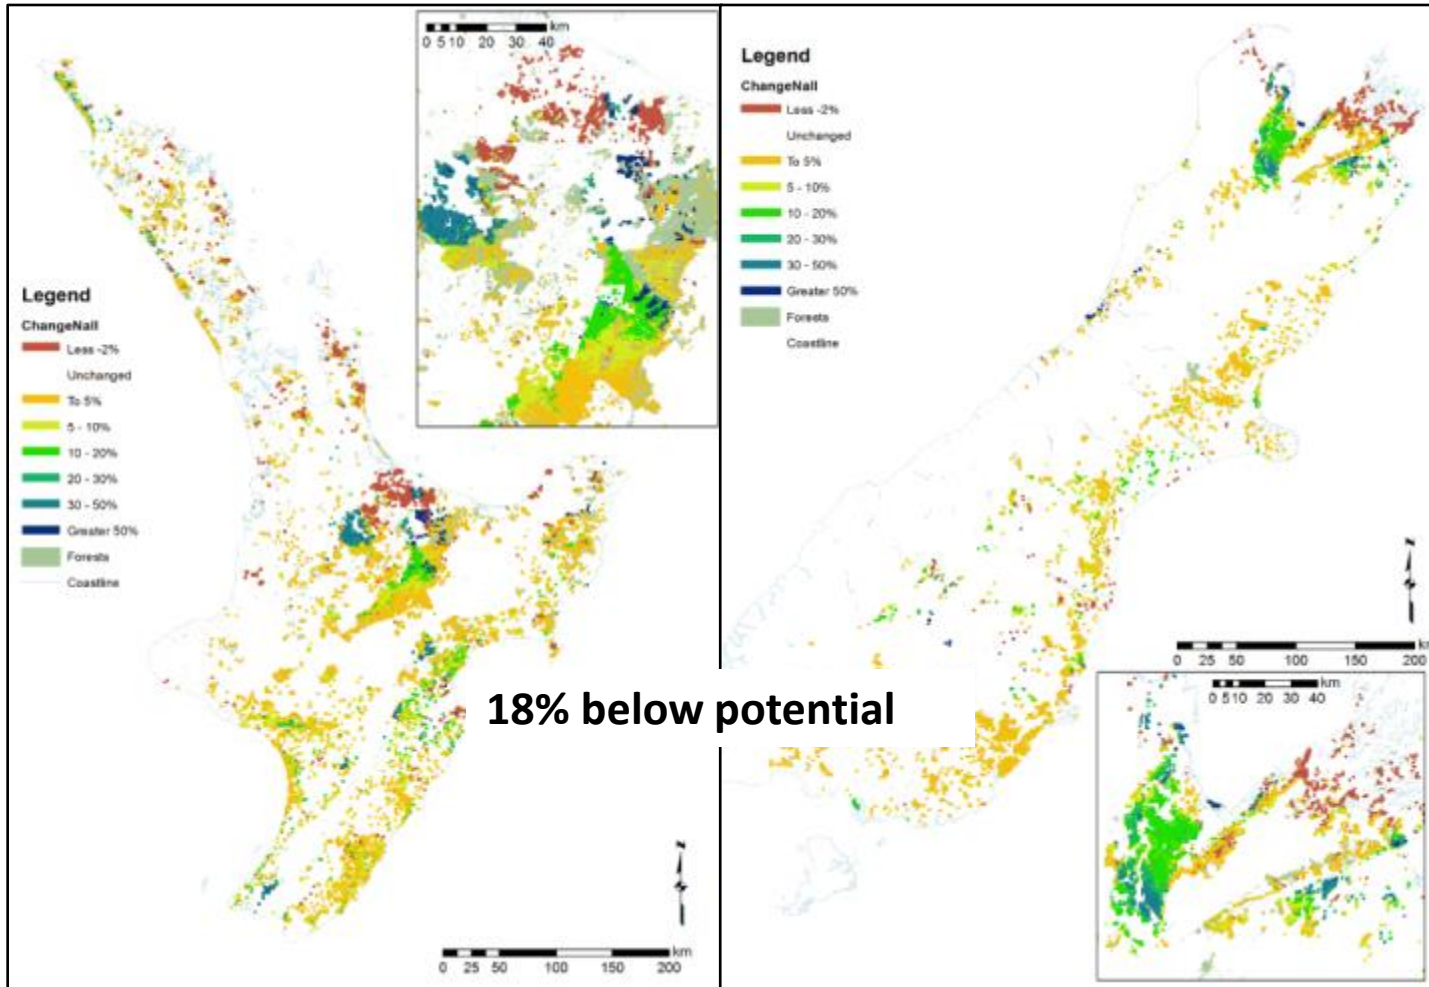 km
0 5 10 20 30 40
Legend
ChangeNall
Less -2%
Unchanged
To 5%
5 - 10%
10 - 20%
20 - 30%
30 - 50%
Greater 50%
Forests
Coastline
N
km
0 25 50 100 150 200
18% below potential
Legend
ChangeNall
Less -2%
Unchanged
To 5%
5 - 10%
10 - 20%
20 - 30%
30 - 50%
Greater 50%
Forests
Coastline
N
km
0 25 50 100 150 200
km
0 5 10 20 30 40